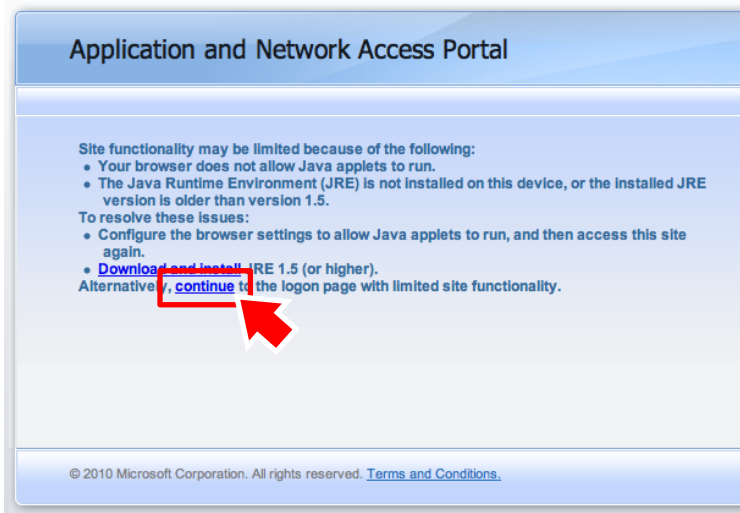 Application and Network Access Portal
Site functionality may be limited because of the following:
• Your browser does not allow Java applets to run.
• The Java Runtime Environment (JRE) is not installed on this device, or the installed JRE
version is older than version 1.5.
To resolve these issues:
• Configure the browser settings to allow Java applets to run, and then access this site
again.
• Download and install JRE 1.5 (or higher).
Alternatively, continue to the logon page with limited site functionality.
© 2010 Microsoft Corporation. All rights reserved. Terms and Conditions.